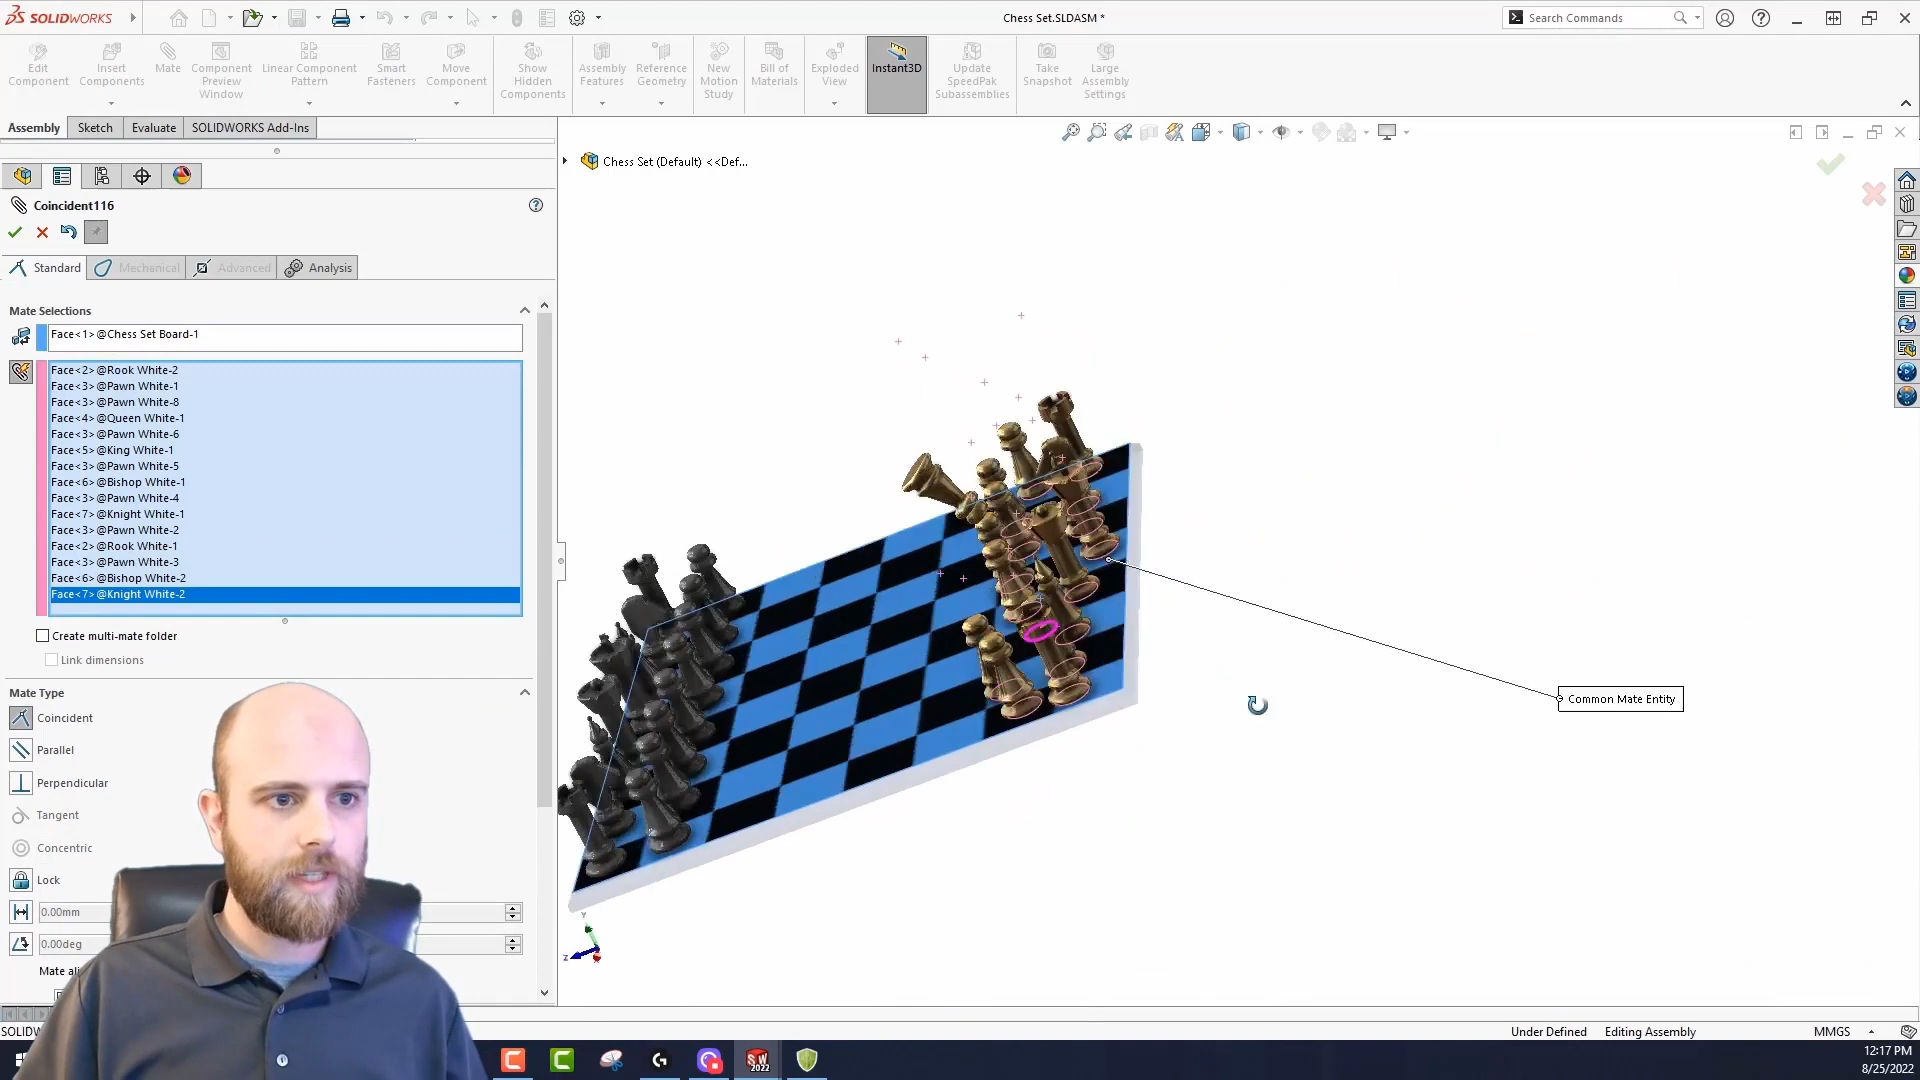 SOLIDWORKS
Chess Set.SLDASM *
Search Commands
Edit Component
Insert Components
Mate
Component Preview Window
Linear Component Pattern
Smart Fasteners
Move Component
Show Hidden Components
Assembly Features
Reference Geometry
New Motion Study
Bill of Materials
Exploded View
Instant3D
Update SpeedPak Subassemblies
Take Snapshot
Large Assembly Settings
Assembly
Sketch
Evaluate
SOLIDWORKS Add-Ins
Chess Set (Default) <<Def...
Coincident116
Standard
Mechanical
Advanced
Analysis
Mate Selections
Face<1>@Chess Set Board-1
Face<2>@Rook White-2
Face<3>@Pawn White-1
Face<3>@Pawn White-8
Face<4>@Queen White-1
Face<3>@Pawn White-6
Face<5>@King White-1
Face<3>@Pawn White-5
Face<6>@Bishop White-1
Face<3>@Pawn White-4
Face<7>@Knight White-1
Face<3>@Pawn White-2
Face<2>@Rook White-1
Face<3>@Pawn White-3
Face<6>@Bishop White-2
Face<7>@Knight White-2
Create multi-mate folder
Link dimensions
Mate Type
Coincident
Parallel
Perpendicular
Tangent
Concentric
Lock
0.00mm
0.00deg
Mate ali
Common Mate Entity
Y
Z
SOLIDW
Under Defined
Editing Assembly
MMGS
SW 2022
12:17 PM
8/25/2022